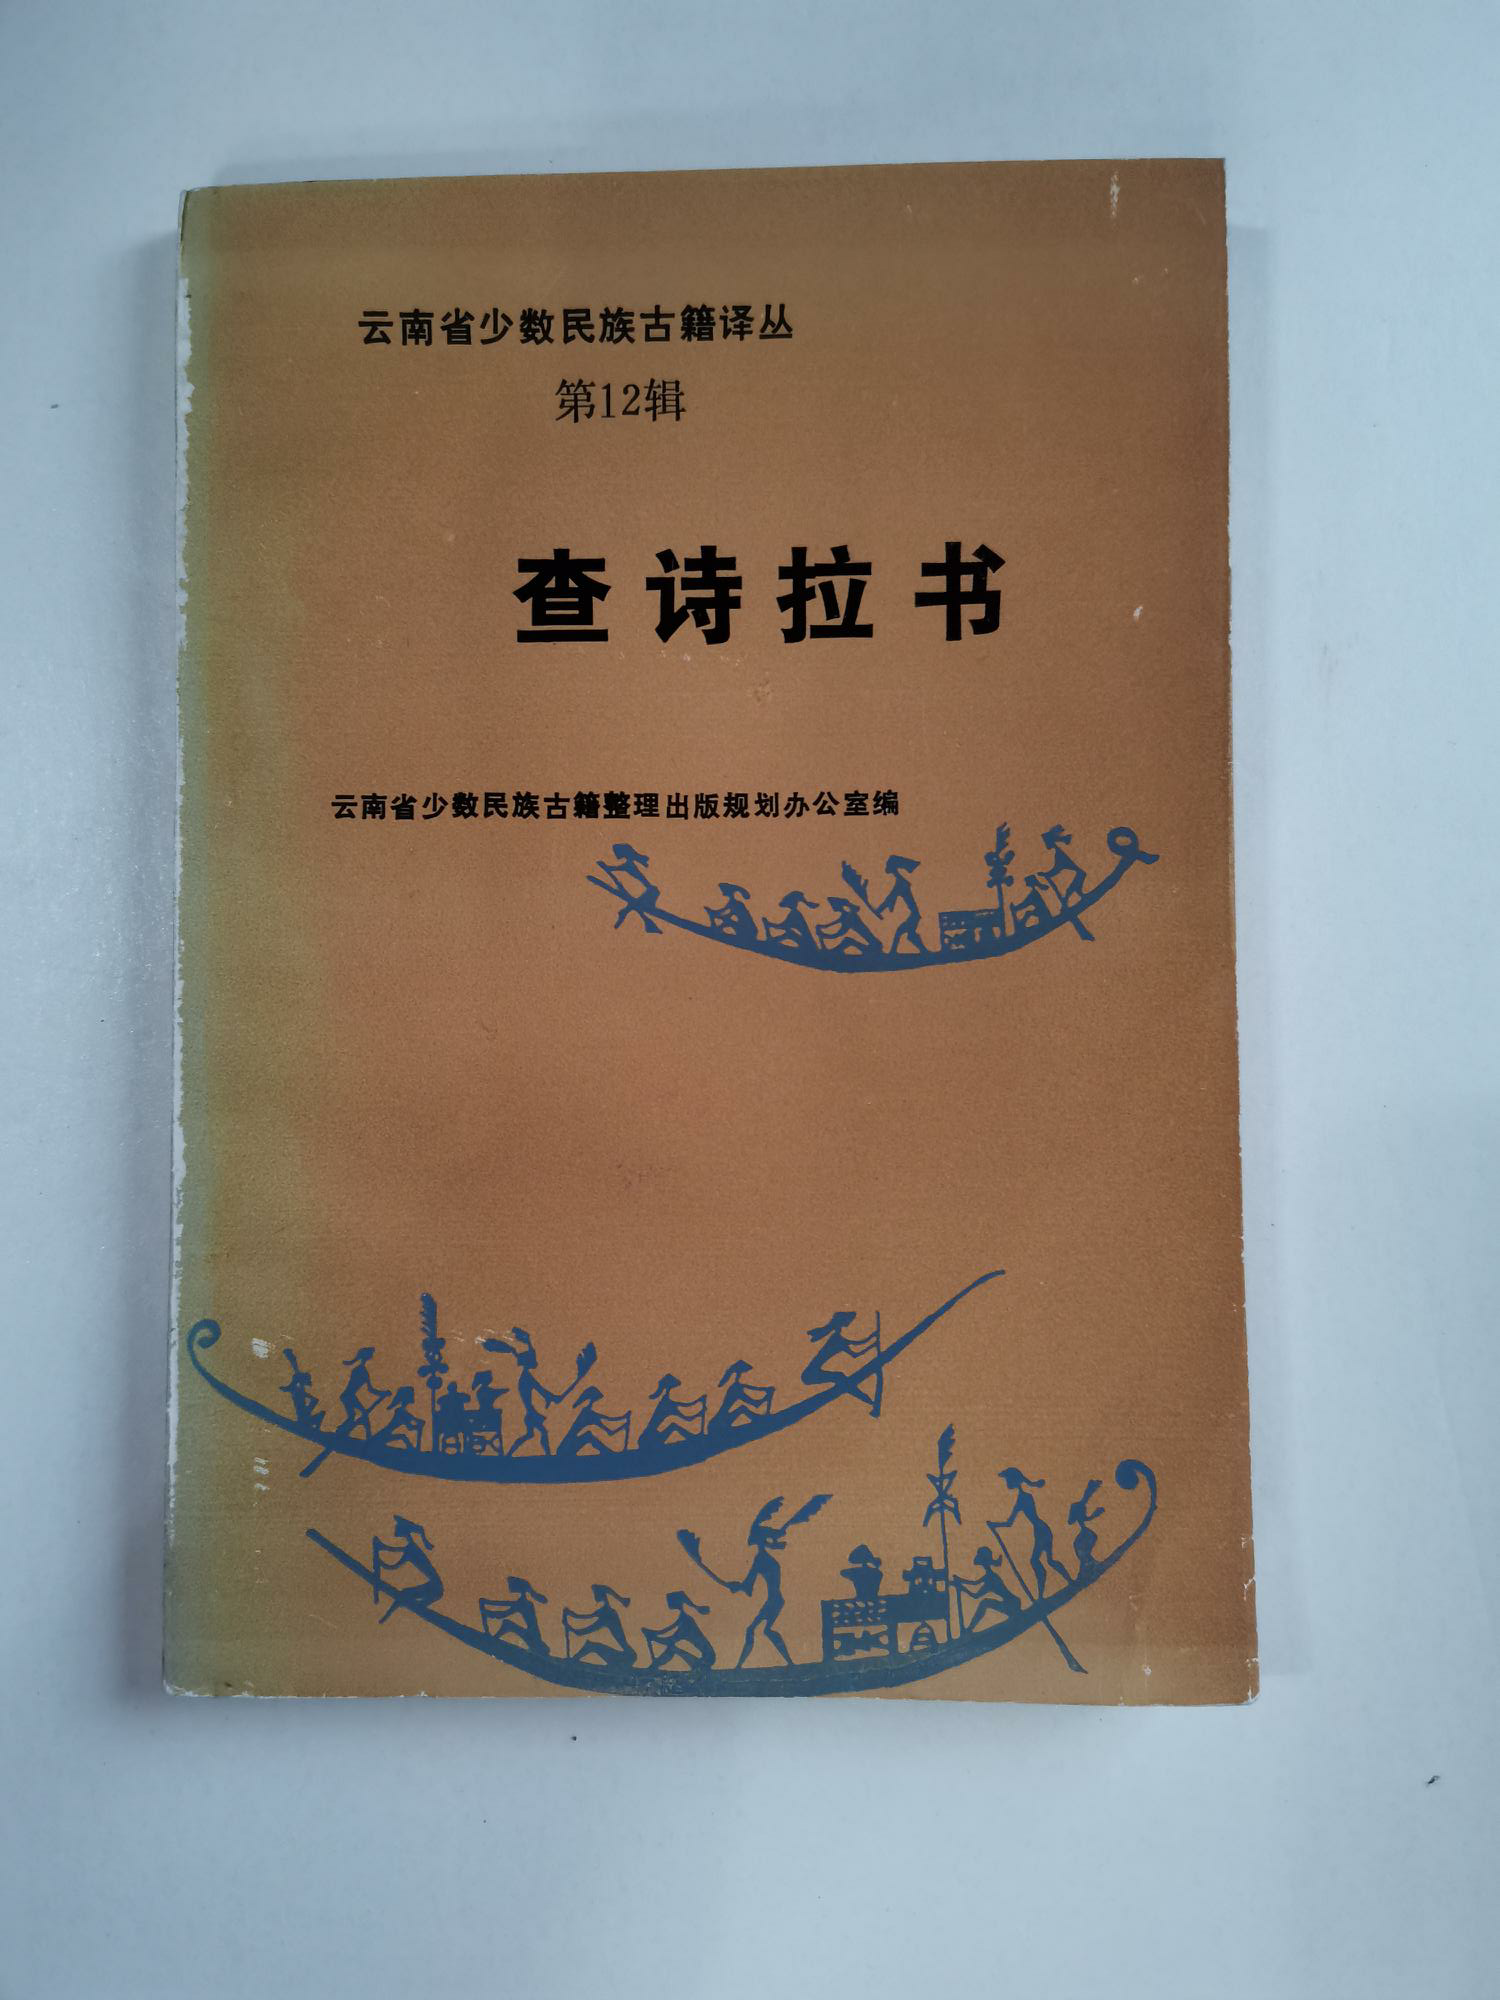 云南省少数民族古籍译丛
第12辑
查诗拉书
云南省少数民族古籍整理出版规划办公室编